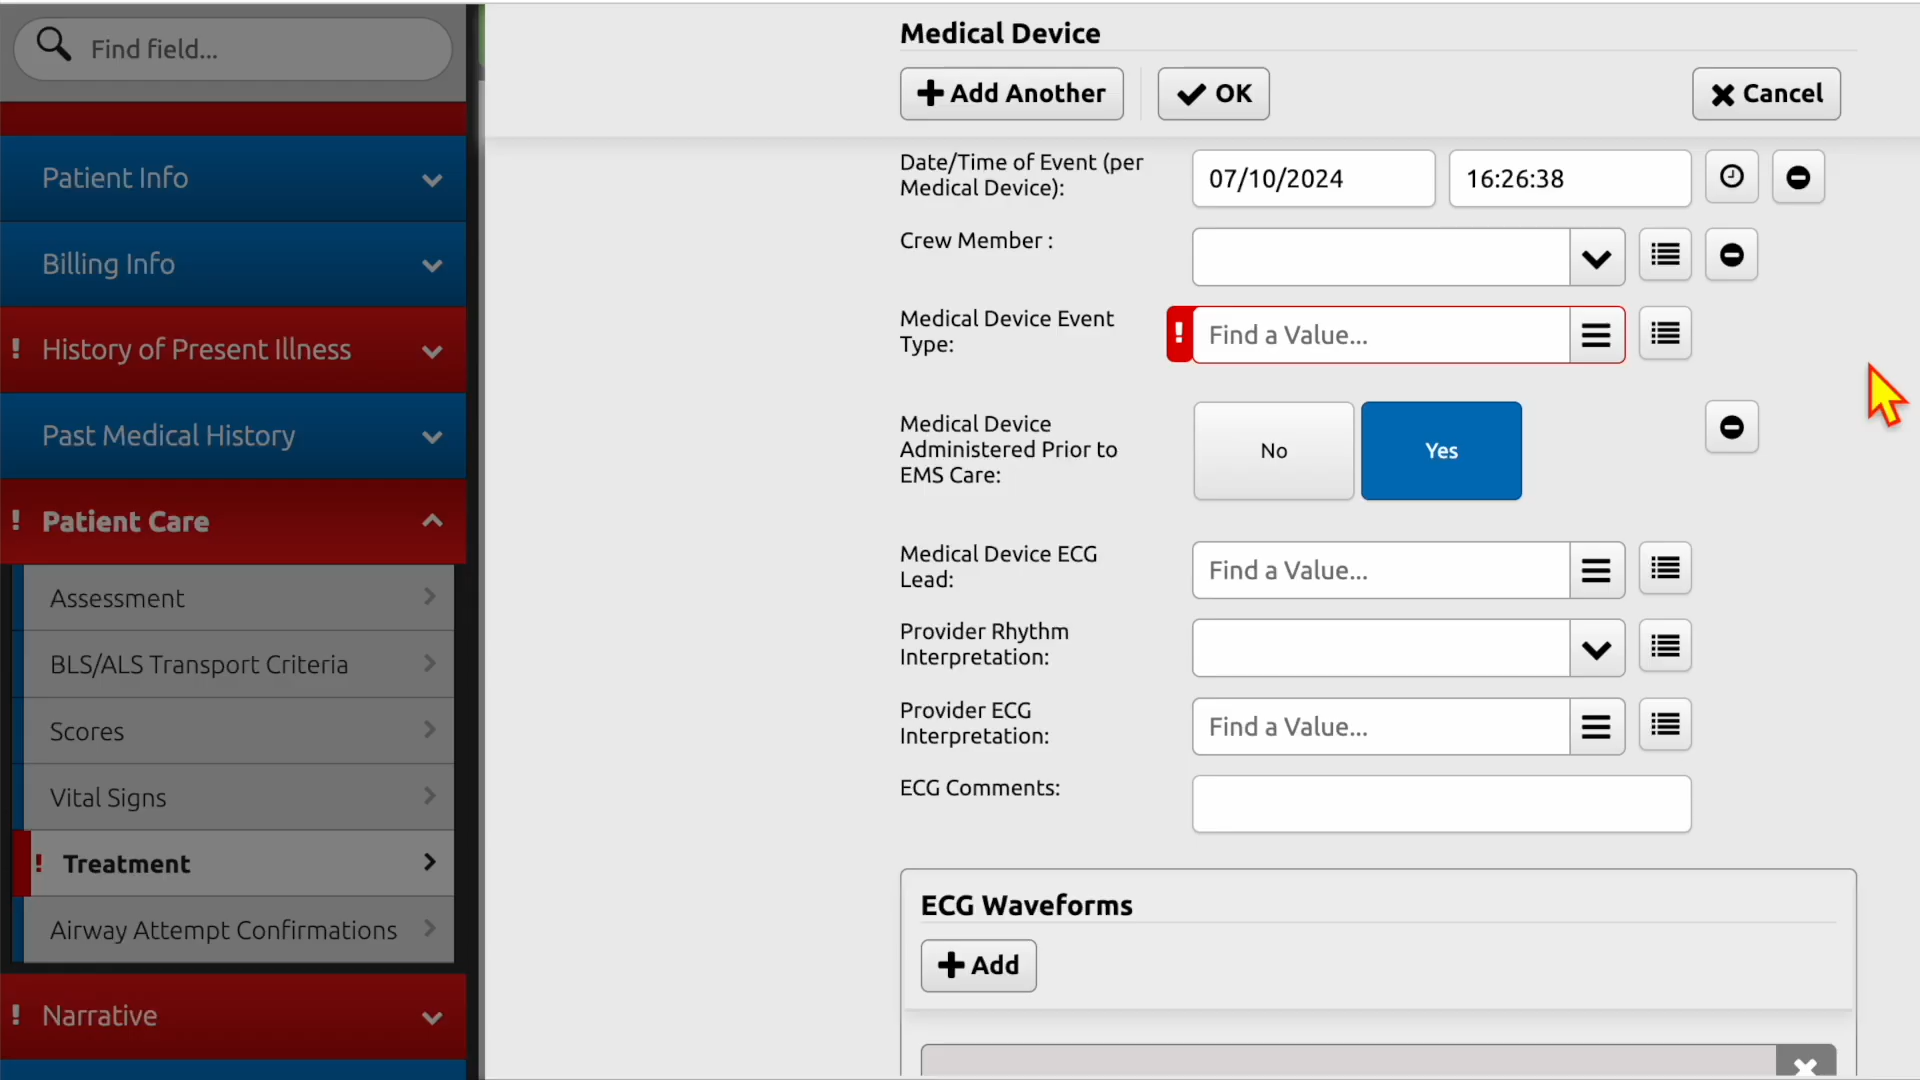 Find field...
Patient Info
Billing Info
! History of Present Illness
Past Medical History
! Patient Care
Assessment
BLS/ALS Transport Criteria
Scores
Vital Signs
! Treatment
Airway Attempt Confirmations
! Narrative
Medical Device
Add Another
OK
Cancel
Date/Time of Event (per
Medical Device):
07/10/2024
16:26:38
Crew Member :
Medical Device Event
Type:
! Find a Value...
Medical Device
Administered Prior to
EMS Care:
No
Yes
Medical Device ECG
Lead:
Find a Value...
Provider Rhythm
Interpretation:
Provider ECG
Interpretation:
Find a Value...
ECG Comments:
ECG Waveforms
Add